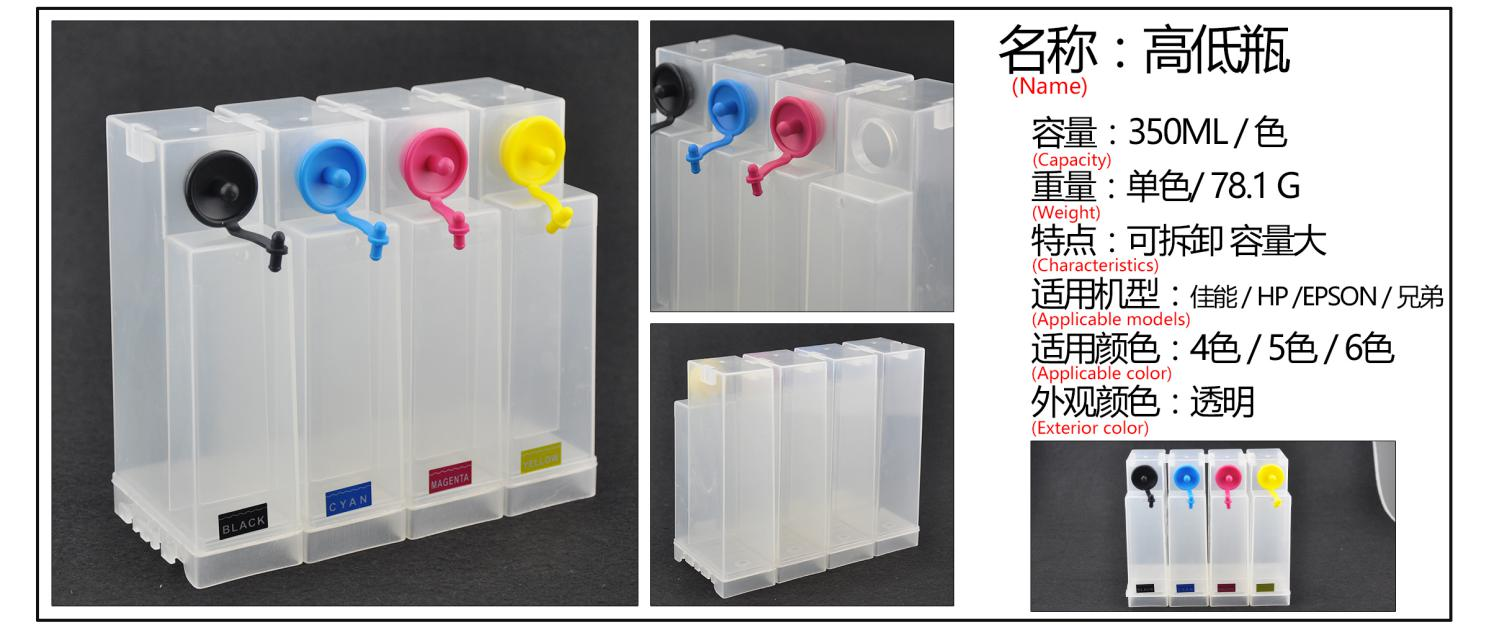 BLACK
CYAN
MAGENTA
YELLOW
名称：高低瓶
(Name)
容量：350ML / 色
(Capacity)
重量：单色/ 78.1 G
(Weight)
特点：可拆卸 容量大
(Characteristics)
适用机型：佳能 / HP /EPSON / 兄弟
(Applicable models)
适用颜色：4色 / 5色 / 6色
(Applicable color)
外观颜色：透明
(Exterior color)